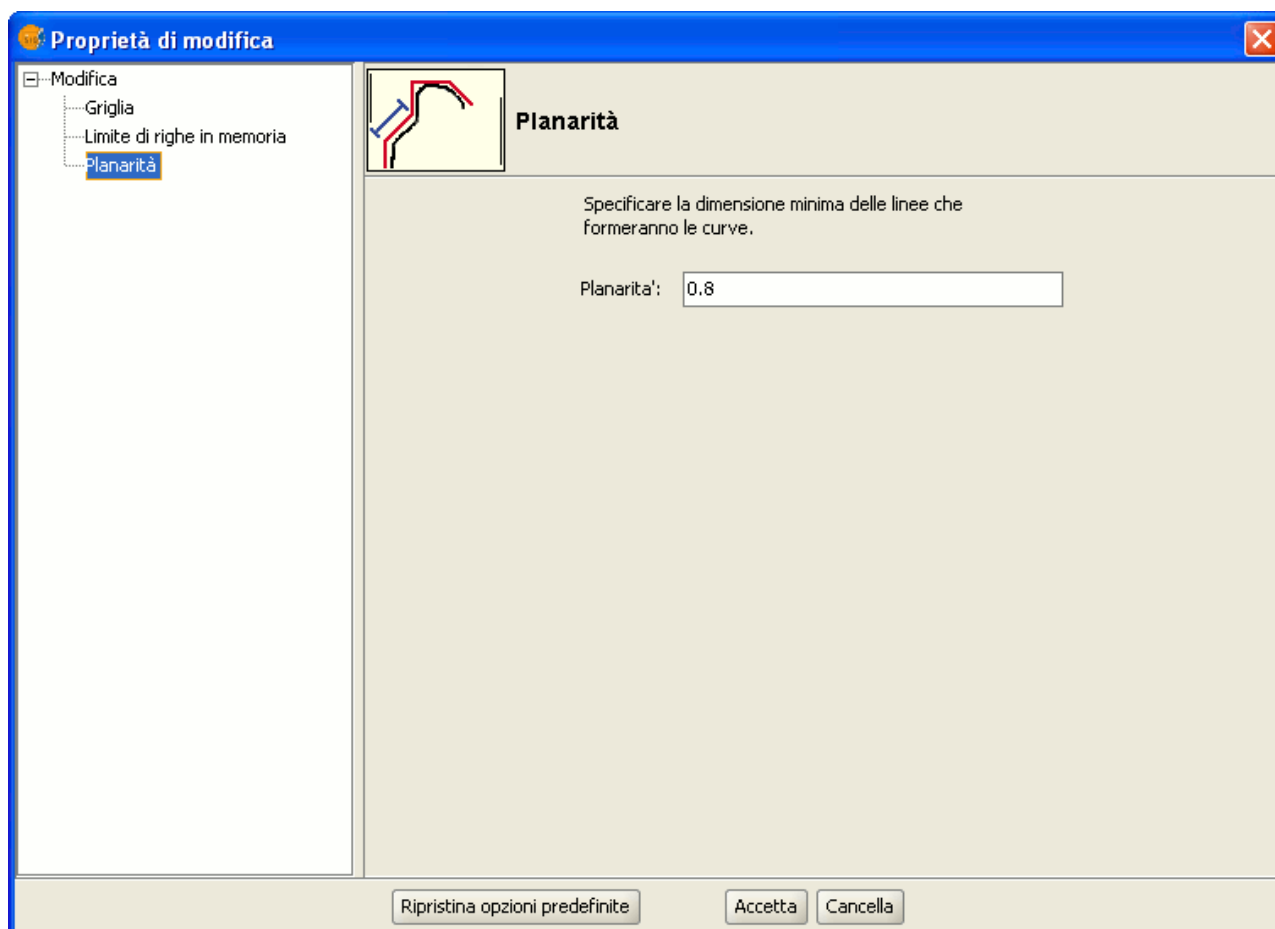 Proprietà di modifica
Modifica
Griglia
Limite di righe in memoria
Planarità
Planarità
Specificare la dimensione minima delle linee che
formeranno le curve.
Planarita': 0.8
Ripristina opzioni predefinite Accetta Cancella